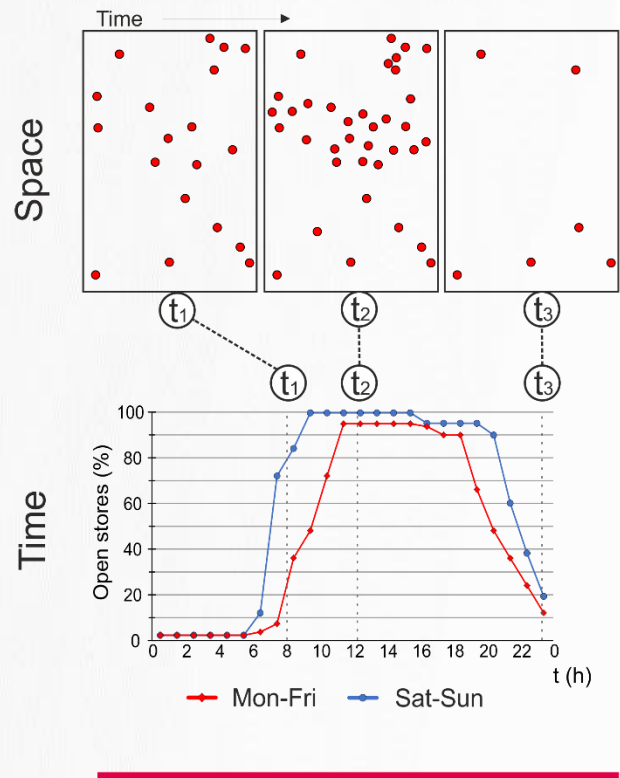 Time
Space
t1
t2
t3
t1
t2
t3
Time
Open stores (%)
100
80
60
40
20
0
0 2 4 6 8 10 12 14 16 18 20 22 0
t (h)
Mon-Fri
Sat-Sun